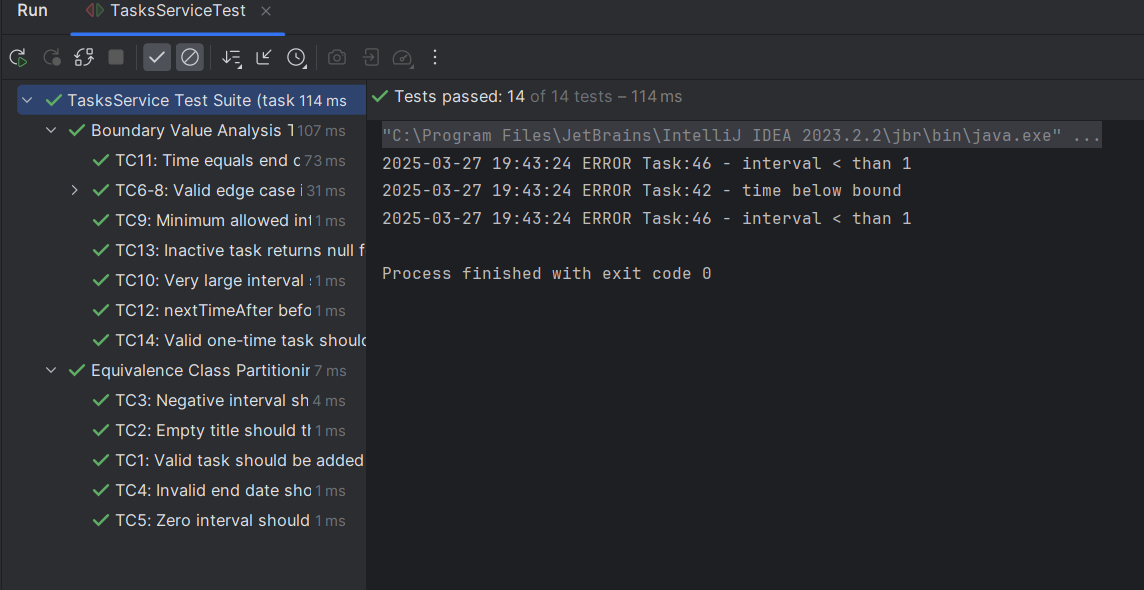 Run TasksServiceTest
TasksService Test Suite (task 114 ms
Boundary Value Analysis T 107 ms
TC11: Time equals end d 73 ms
TC6-8: Valid edge case i 31 ms
TC9: Minimum allowed int 1 ms
TC13: Inactive task returns null f
TC10: Very large interval s 1 ms
TC12: nextTimeAfter befo 1 ms
TC14: Valid one-time task should
Equivalence Class Partitionin 7 ms
TC3: Negative interval sh 4 ms
TC2: Empty title should th 1 ms
TC1: Valid task should be added
TC4: Invalid end date sho 1 ms
TC5: Zero interval should 1 ms
Tests passed: 14 of 14 tests – 114 ms
"C:\Program Files\JetBrains\IntelliJ IDEA 2023.2.2\jbr\bin\java.exe" ...
2025-03-27 19:43:24 ERROR Task:46 - interval < than 1
2025-03-27 19:43:24 ERROR Task:42 - time below bound
2025-03-27 19:43:24 ERROR Task:46 - interval < than 1
Process finished with exit code 0